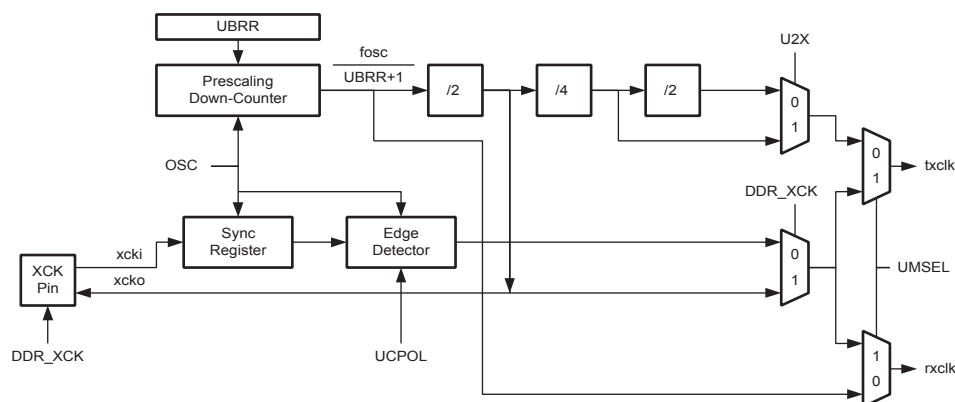 UBRR
fosc
U2X
Prescaling
Down-Counter
UBRR+1
/2
/4
/2
0
1
OSC
0
1
txclk
DDR_XCK
Sync
Register
Edge
Detector
xcki
0
1
UMSEL
XCK
Pin
xcko
DDR_XCK
UCPOL
1
0
rxclk